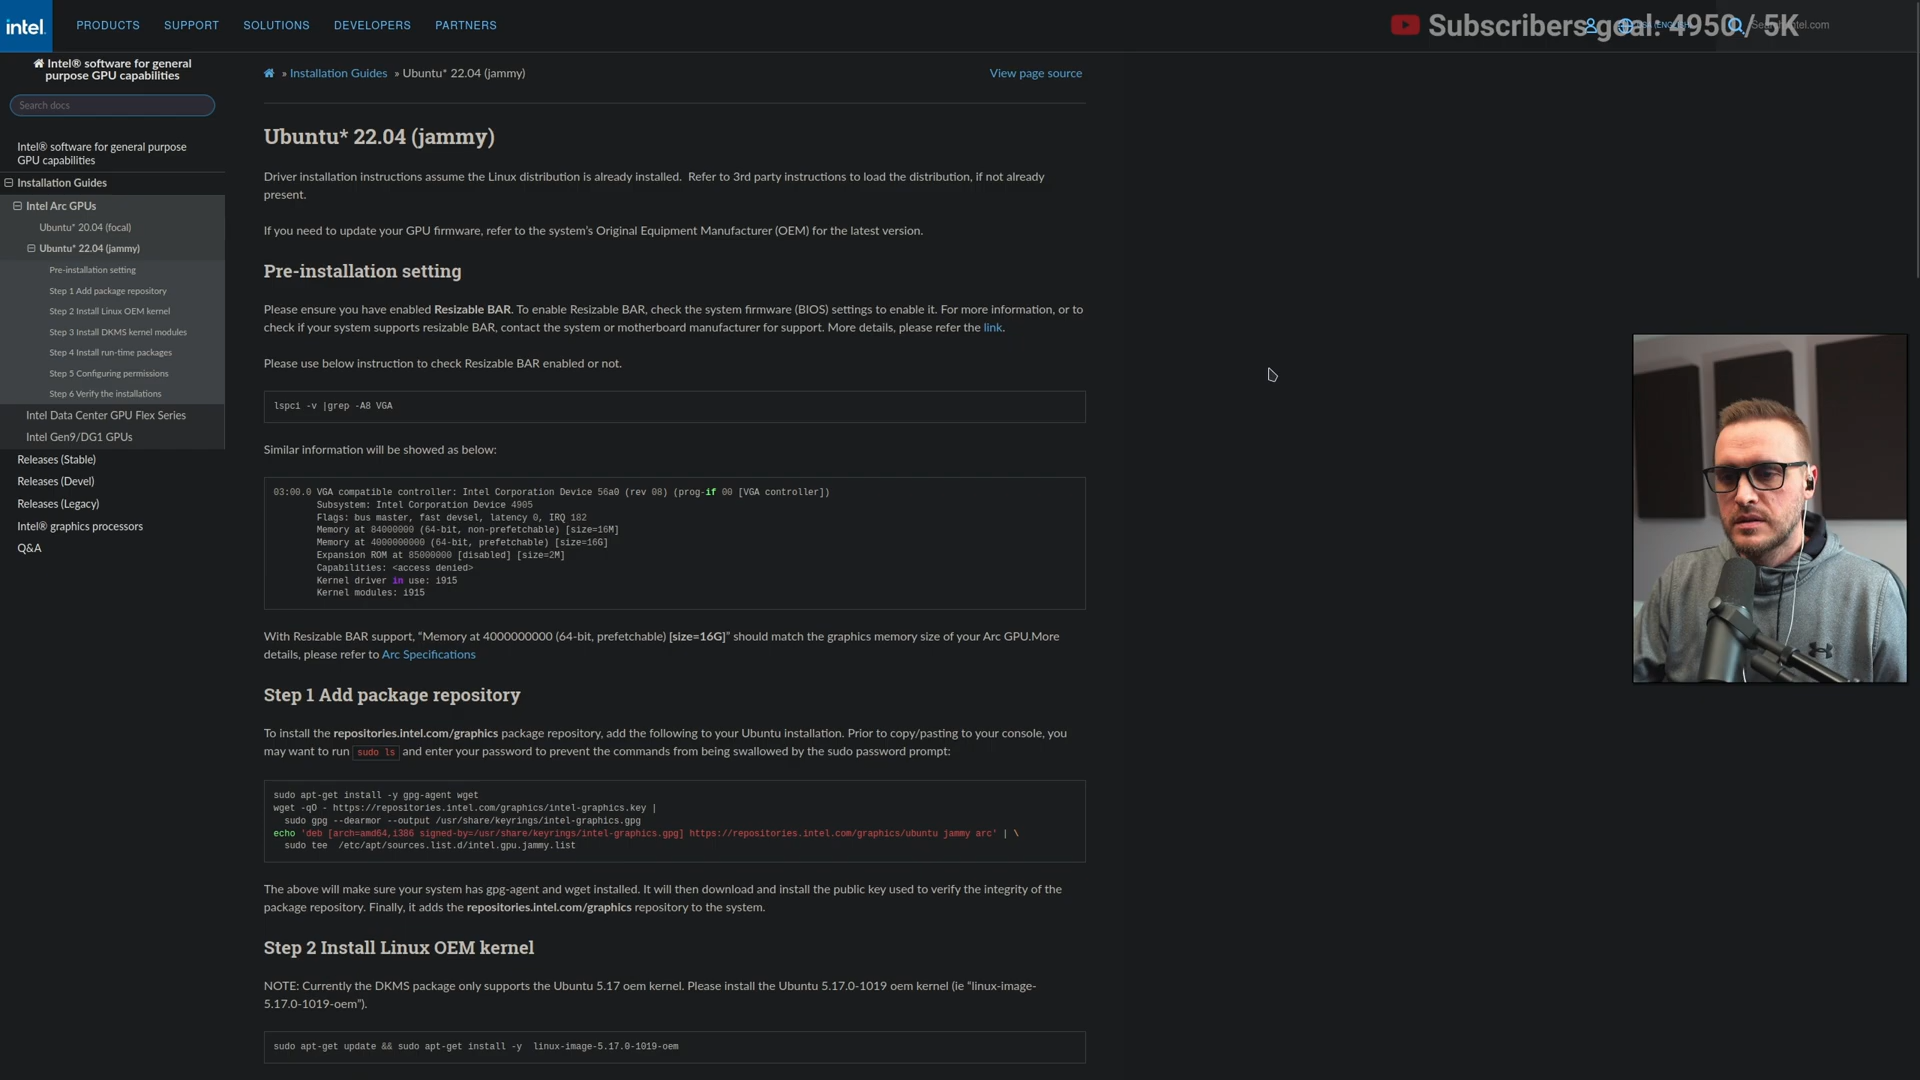 intel.
PRODUCTS
SUPPORT
SOLUTIONS
DEVELOPERS
PARTNERS
Subscribers goal: 4950 / 5K
Intel® software for general
purpose GPU capabilities
Search docs
Intel® software for general purpose
GPU capabilities
Installation Guides
Intel Arc GPUs
Ubuntu* 20.04 (focal)
Ubuntu* 22.04 (jammy)
Pre-installation setting
Step 1 Add package repository
Step 2 Install Linux OEM kernel
Step 3 Install DKMS kernel modules
Step 4 Install run-time packages
Step 5 Configuring permissions
Step 6 Verify the installations
Intel Data Center GPU Flex Series
Intel Gen9/DG1 GPUs
Releases (Stable)
Releases (Devel)
Releases (Legacy)
Intel® graphics processors
Q&A
» Installation Guides » Ubuntu* 22.04 (jammy)
View page source
Ubuntu* 22.04 (jammy)
Driver installation instructions assume the Linux distribution is already installed. Refer to 3rd party instructions to load the distribution, if not already
present.
If you need to update your GPU firmware, refer to the system's Original Equipment Manufacturer (OEM) for the latest version.
Pre-installation setting
Please ensure you have enabled Resizable BAR. To enable Resizable BAR, check the system firmware (BIOS) settings to enable it. For more information, or to
check if your system supports resizable BAR, contact the system or motherboard manufacturer for support. More details, please refer the link.
Please use below instruction to check Resizable BAR enabled or not.
lspci -v |grep -A8 VGA
Similar information will be showed as below:
03:00.0 VGA compatible controller: Intel Corporation Device 56a0 (rev 08) (prog-if 00 [VGA controller])
Subsystem: Intel Corporation Device 4905
Flags: bus master, fast devsel, latency 0, IRQ 182
Memory at 84000000 (64-bit, non-prefetchable) [size=16M]
Memory at 4000000000 (64-bit, prefetchable) [size=16G]
Expansion ROM at 85000000 [disabled] [size=2M]
Capabilities: <access denied>
Kernel driver in use: i915
Kernel modules: i915
With Resizable BAR support, “Memory at 4000000000 (64-bit, prefetchable) [size=16G]” should match the graphics memory size of your Arc GPU.More
details, please refer to Arc Specifications
Step 1 Add package repository
To install the repositories.intel.com/graphics package repository, add the following to your Ubuntu installation. Prior to copy/pasting to your console, you
may want to run sudo ls and enter your password to prevent the commands from being swallowed by the sudo password prompt:
sudo apt-get install -y gpg-agent wget
wget -qO - https://repositories.intel.com/graphics/intel-graphics.key |
sudo gpg --dearmor --output /usr/share/keyrings/intel-graphics.gpg
echo 'deb [arch=amd64,i386 signed-by=/usr/share/keyrings/intel-graphics.gpg] https://repositories.intel.com/graphics/ubuntu jammy arc' | \
sudo tee /etc/apt/sources.list.d/intel.gpu.jammy.list
The above will make sure your system has gpg-agent and wget installed. It will then download and install the public key used to verify the integrity of the
package repository. Finally, it adds the repositories.intel.com/graphics repository to the system.
Step 2 Install Linux OEM kernel
NOTE: Currently the DKMS package only supports the Ubuntu 5.17 oem kernel. Please install the Ubuntu 5.17.0-1019 oem kernel (ie “linux-image-
5.17.0-1019-oem”).
sudo apt-get update && sudo apt-get install -y linux-image-5.17.0-1019-oem